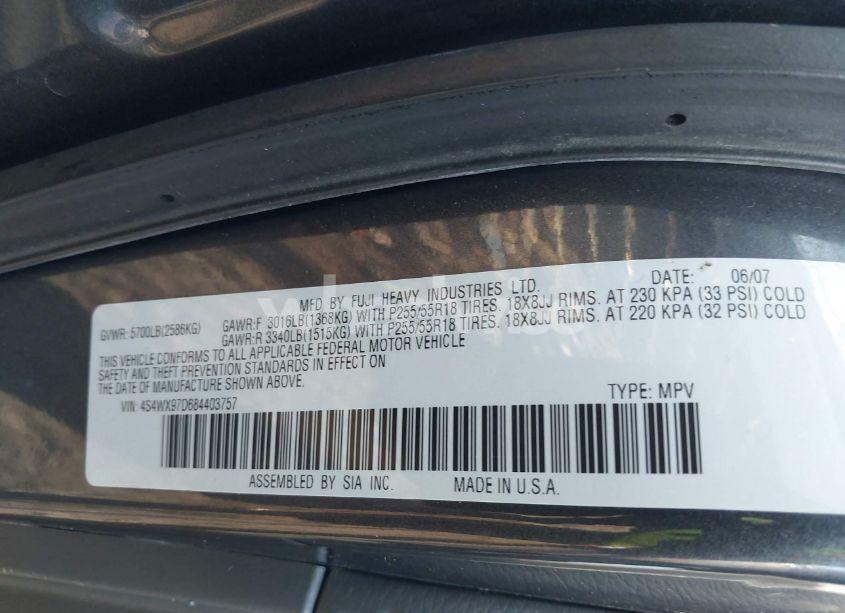 MFD BY FUJI HEAVY INDUSTRIES LTD. DATE: 06/07
GVWR: 5700LB(2586KG) GAWR:F 3016LB(1368KG) WITH P255/55R18 TIRES. 18X8JJ RIMS. AT 230 KPA (33 PSI) COLD
GAWR:R 3340LB(1515KG) WITH P255/55R18 TIRES. 18X8JJ RIMS. AT 220 KPA (32 PSI) COLD
THIS VEHICLE CONFORMS TO ALL APPLICABLE FEDERAL MOTOR VEHICLE
SAFETY AND THEFT PREVENTION STANDARDS IN EFFECT ON
THE DATE OF MANUFACTURE SHOWN ABOVE.
VIN: 4S4WX97D684403757 TYPE: MPV
ASSEMBLED BY SIA INC. MADE IN U.S.A.